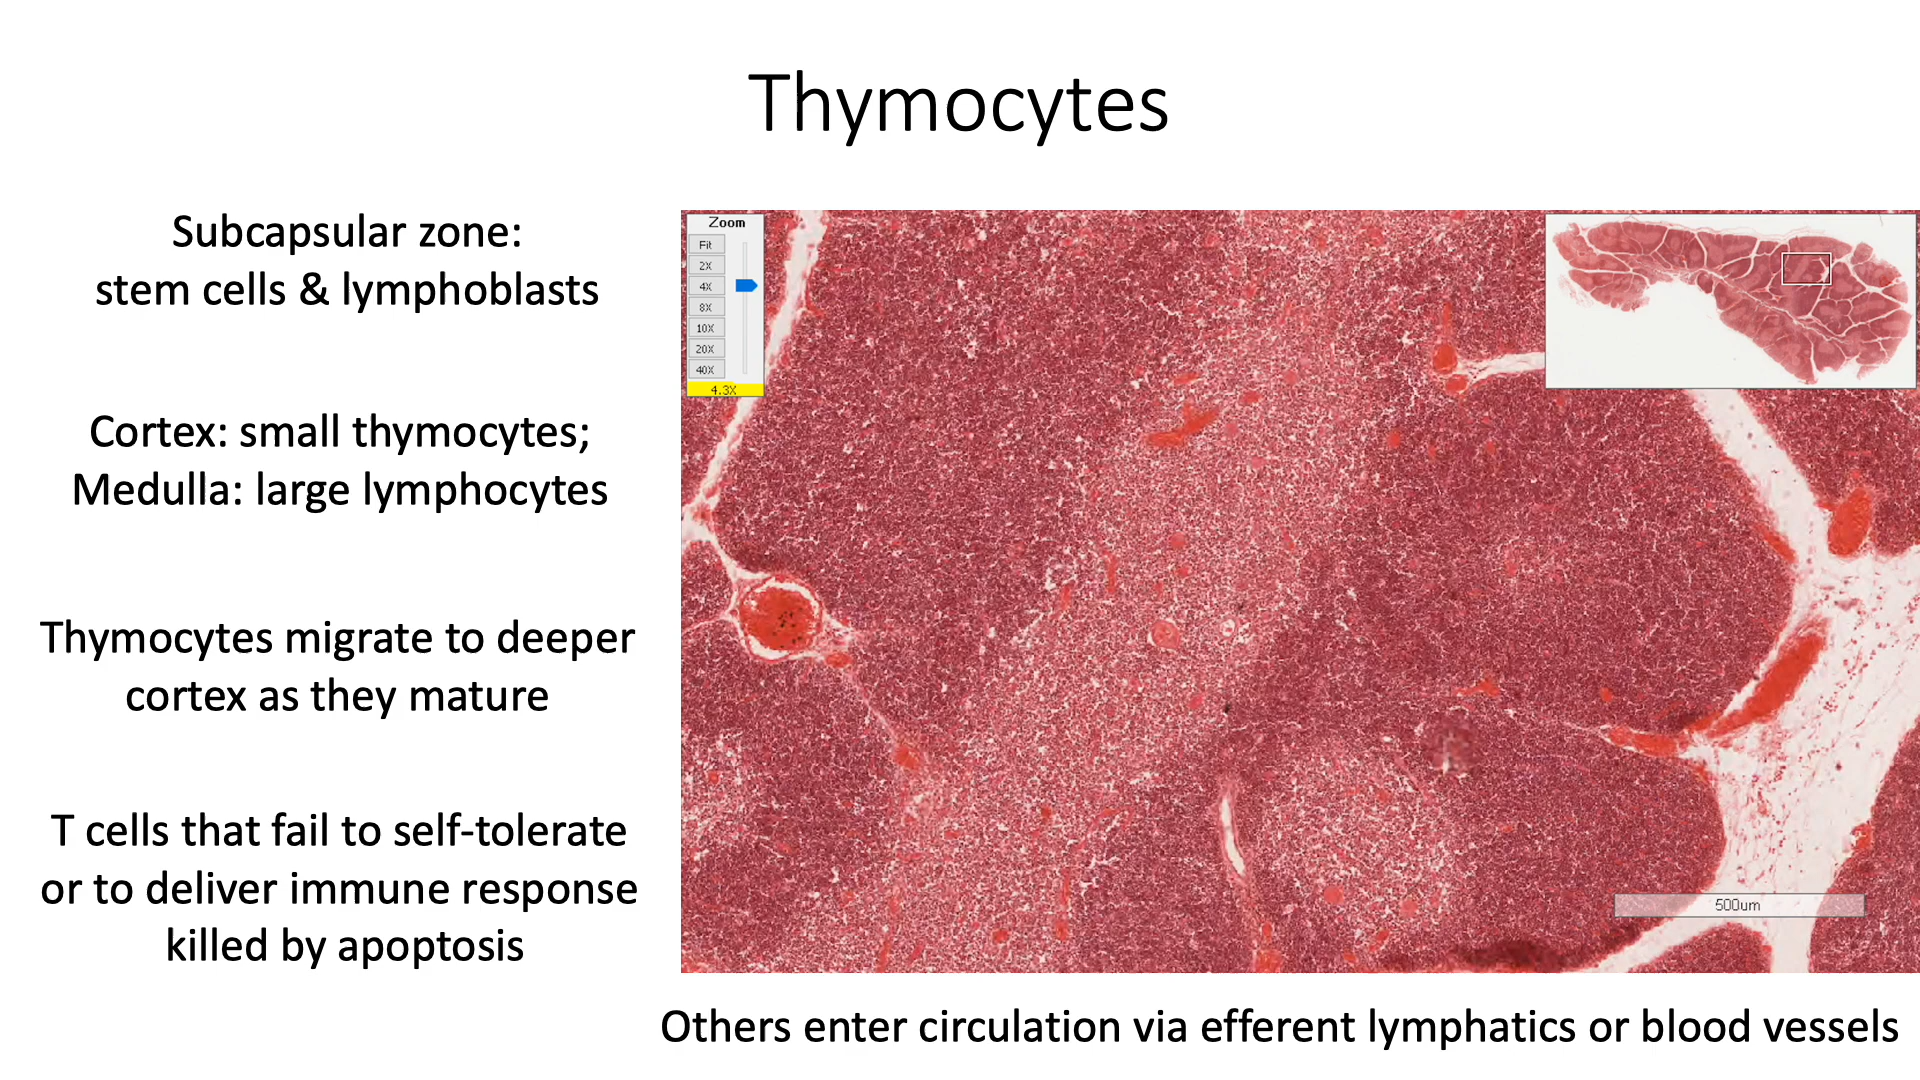 Thymocytes
Subcapsular zone:
stem cells & lymphoblasts
Cortex: small thymocytes;
Medulla: large lymphocytes
Thymocytes migrate to deeper
cortex as they mature
T cells that fail to self-tolerate
or to deliver immune response
killed by apoptosis
Zoom
Fit
2X
4X
8X
10X
20X
40X
4.3X
500um
Others enter circulation via efferent lymphatics or blood vessels